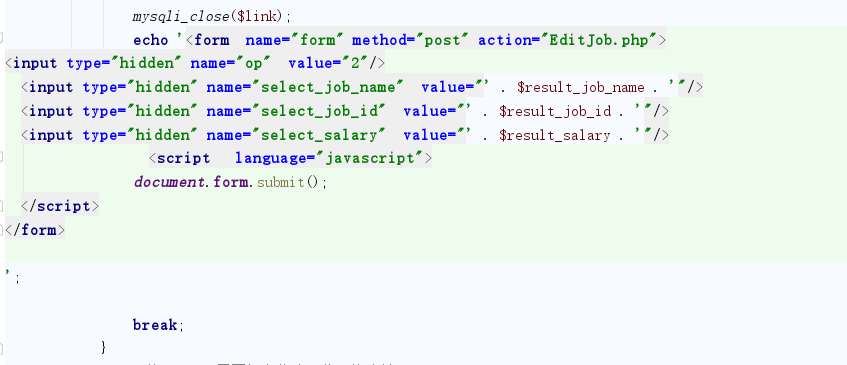 mysqli_close($link);
echo '<form name="form" method="post" action="EditJob.php">
<input type="hidden" name="op" value="2"/>
<input type="hidden" name="select_job_name" value="' . $result_job_name . '"/>
<input type="hidden" name="select_job_id" value="' . $result_job_id . '"/>
<input type="hidden" name="select_salary" value="' . $result_salary . '"/>
<script language="javascript">
document.form.submit();
</script>
</form>
';
break;
}